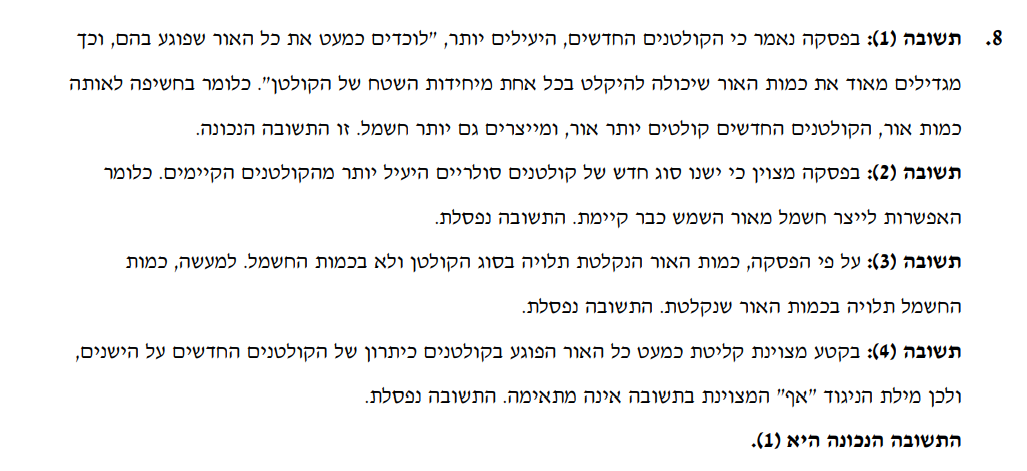 8. תשובה (1): בפסקה נאמר כי הקולטנים החדשים, היעילים יותר, "לוכדים כמעט את כל האור שפוגע בהם, וכך
מגדילים מאוד את כמות האור שיכולה להיקלט בכל אחת מיחידות השטח של הקולטן". כלומר בחשיפה לאותה
כמות אור, הקולטנים החדשים קולטים יותר אור, ומייצרים גם יותר חשמל. זו התשובה הנכונה.
תשובה (2): בפסקה מצוין כי ישנו סוג חדש של קולטנים סולריים היעיל יותר מהקולטנים הקיימים. כלומר
האפשרות לייצר חשמל מאור השמש כבר קיימת. התשובה נפסלת.
תשובה (3): על פי הפסקה, כמות האור הנקלטת תלויה בסוג הקולטן ולא בכמות החשמל. למעשה, כמות
החשמל תלויה בכמות האור שנקלטת. התשובה נפסלת.
תשובה (4): בקטע מצוינת קליטת כמעט כל האור הפוגע בקולטנים כיתרון של הקולטנים החדשים על הישנים,
ולכן מילת הניגוד "אף" המצוינת בתשובה אינה מתאימה. התשובה נפסלת.
התשובה הנכונה היא (1).